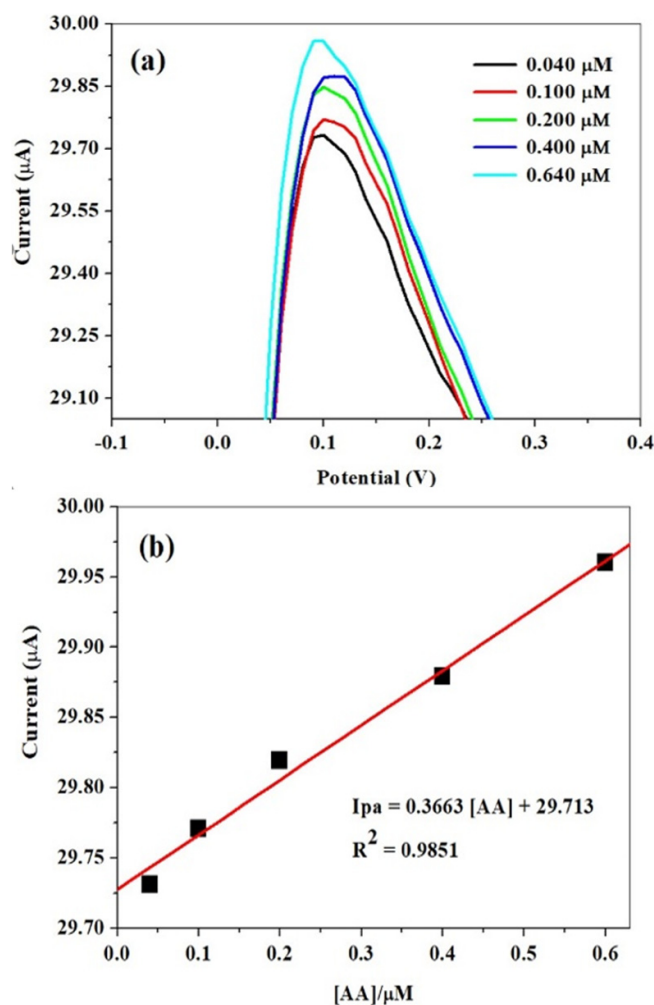 (a)
0.040 μM
0.100 μM
0.200 μM
0.400 μM
0.640 μM
30.00
29.85
29.70
29.55
29.40
29.25
29.10
Current (μA)
-0.1
0.0
0.1
0.2
0.3
0.4
Potential (V)
(b)
30.00
29.95
29.90
29.85
29.80
29.75
29.70
Current (μA)
Ipa = 0.3663 [AA] + 29.713
R² = 0.9851
0.0
0.1
0.2
0.3
0.4
0.5
0.6
[AA]/μM